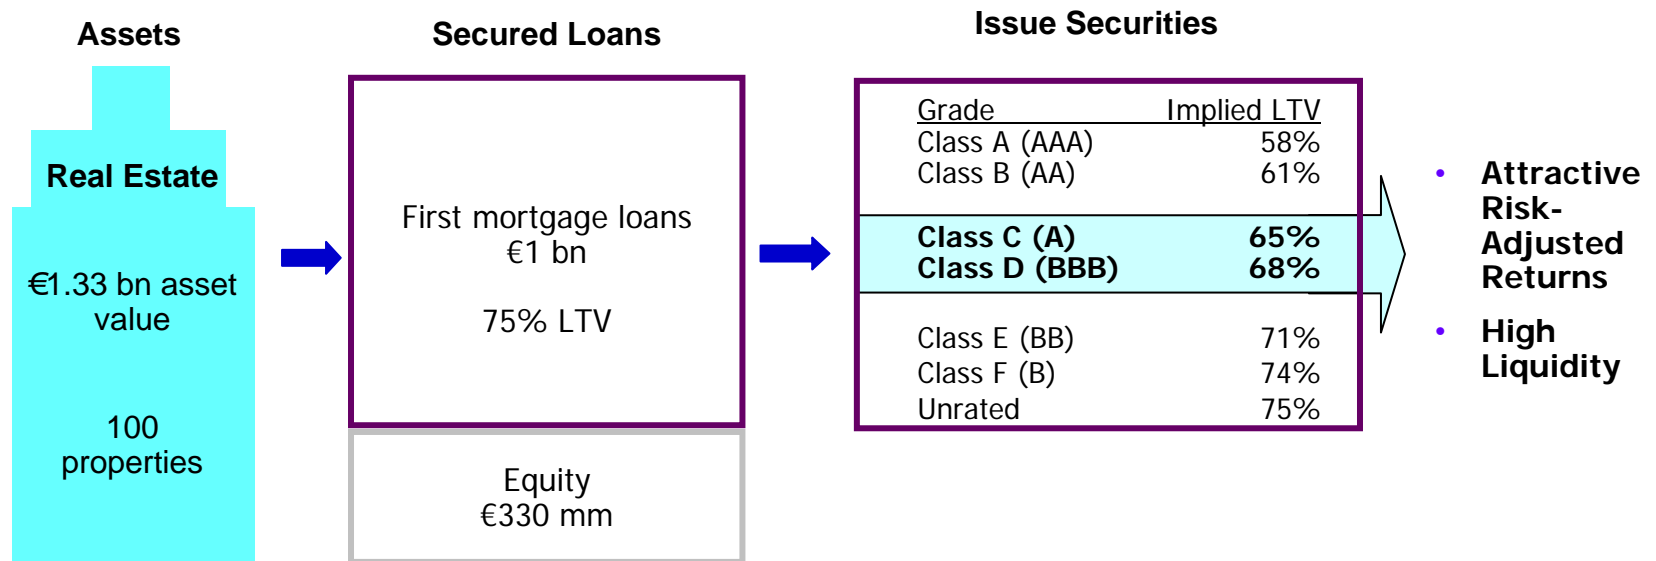 Assets
Real Estate
€1.33 bn asset
value
100
properties
Secured Loans
First mortgage loans
€1 bn
75% LTV
Equity
€330 mm
Issue Securities
Grade Implied LTV
Class A (AAA) 58%
Class B (AA) 61%
Class C (A) 65%
Class D (BBB) 68%
Class E (BB) 71%
Class F (B) 74%
Unrated 75%
• Attractive
Risk-
Adjusted
Returns
• High
Liquidity